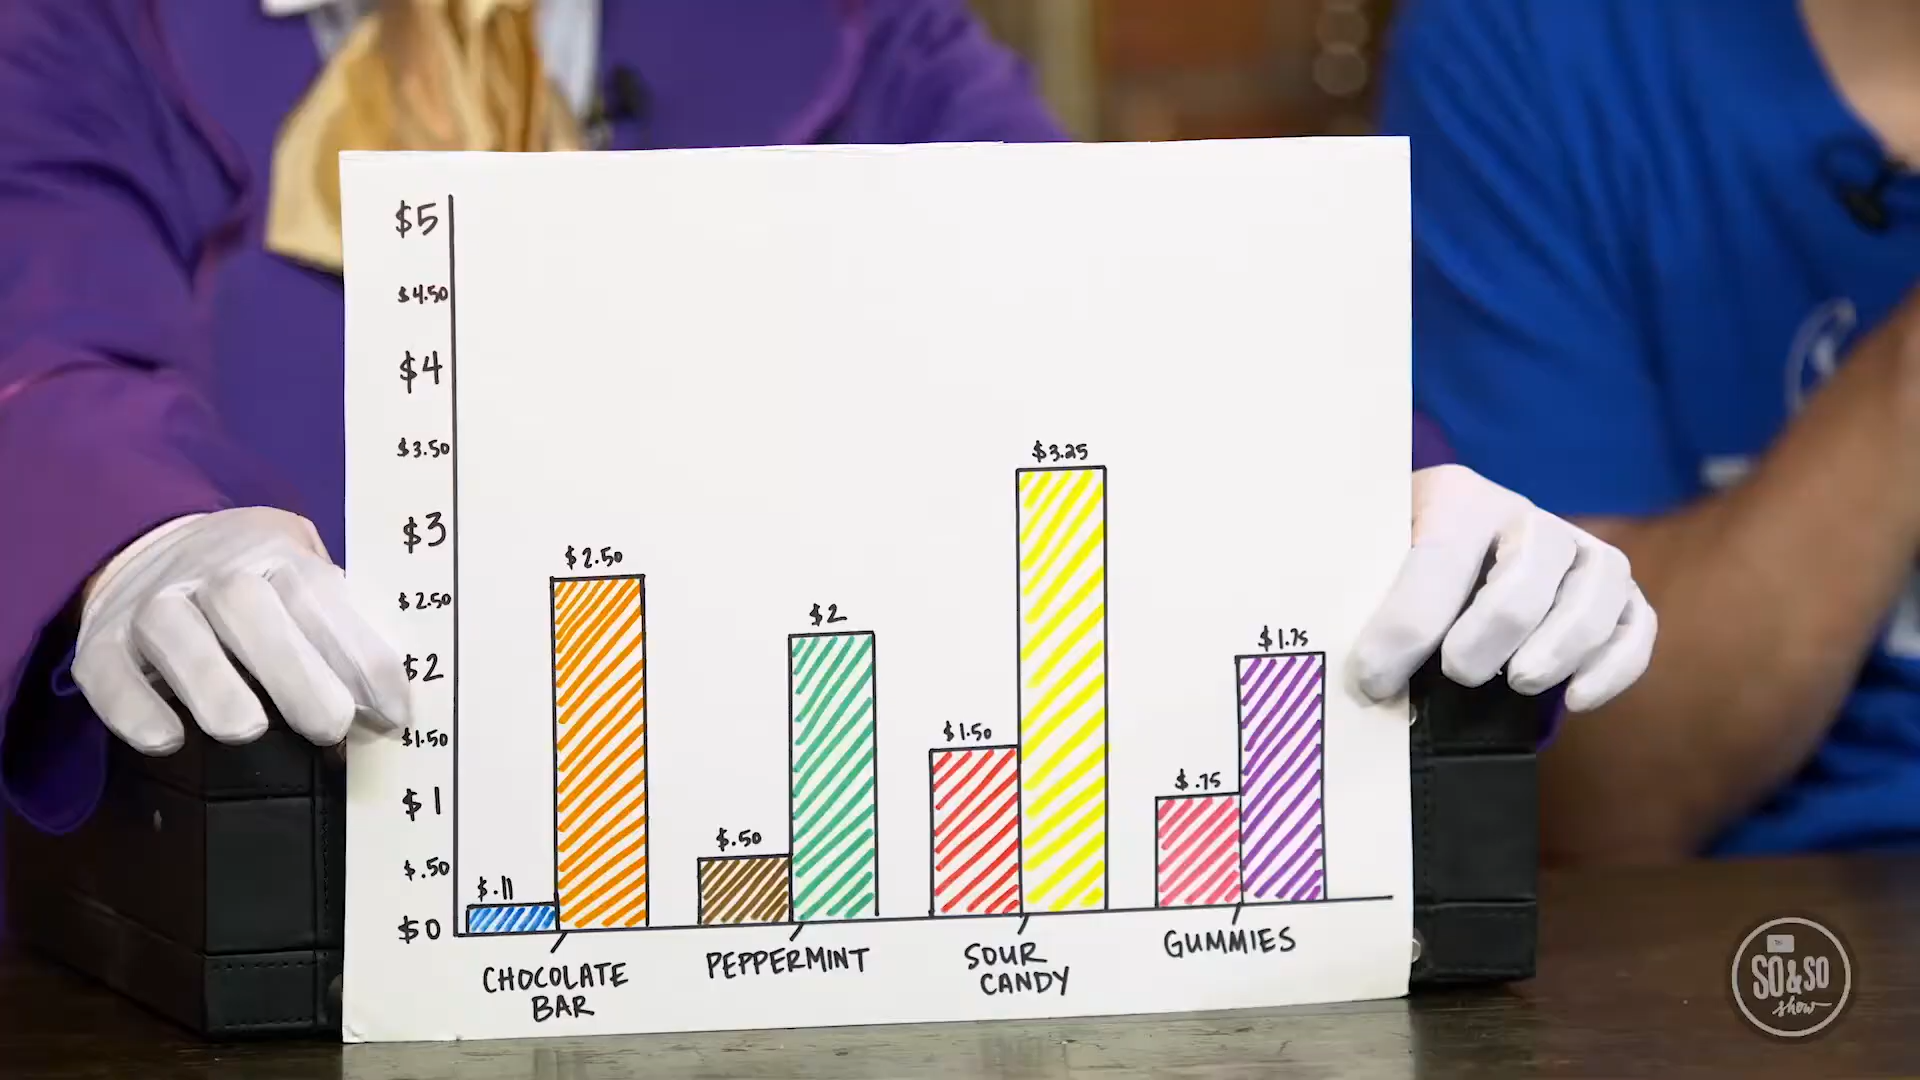 $5
$4.50
$4
$3.50
$3
$2.50
$2
$1.50
$1
$.50
$0
$.11
$2.50
$.50
$2
$1.50
$3.25
$.75
$1.75
CHOCOLATE
BAR
PEPPERMINT
SOUR
CANDY
GUMMIES
SO&SO
show